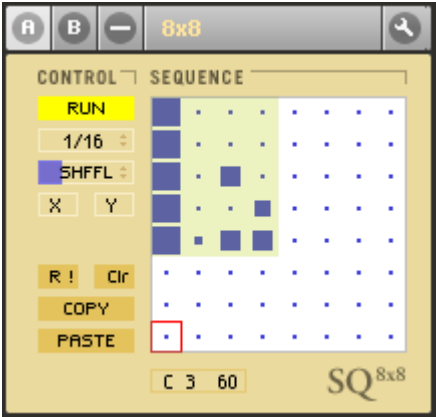 A B 8x8
CONTROL SEQUENCE
RUN
1/16
SHFFL
X Y
R ! Clr
COPY
PASTE
C 3 60
SQ8x8